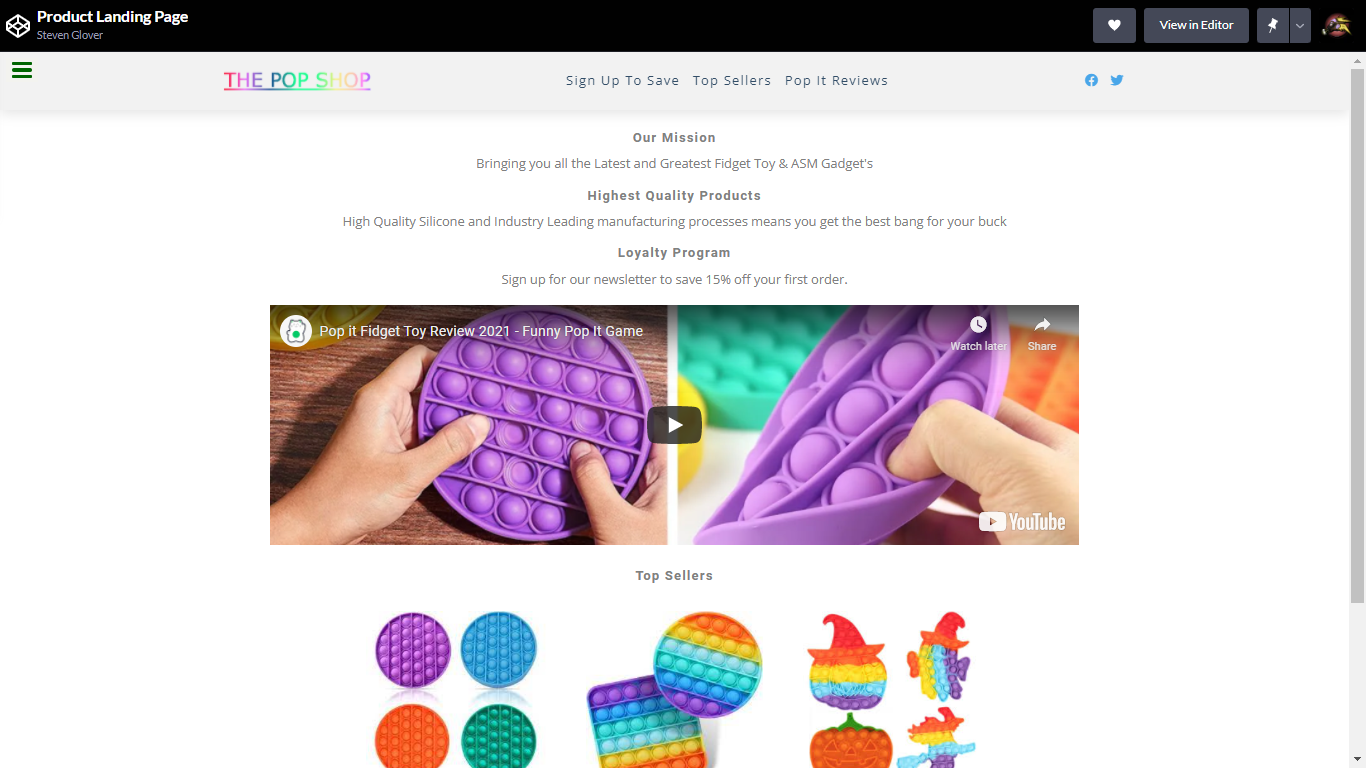 Product Landing Page
Steven Glover
View in Editor
THE POP SHOP
Sign Up To Save Top Sellers Pop It Reviews
Our Mission
Bringing you all the Latest and Greatest Fidget Toy & ASM Gadget's
Highest Quality Products
High Quality Silicone and Industry Leading manufacturing processes means you get the best bang for your buck
Loyalty Program
Sign up for our newsletter to save 15% off your first order.
Pop it Fidget Toy Review 2021 - Funny Pop It Game
Watch later
Share
YouTube
Top Sellers